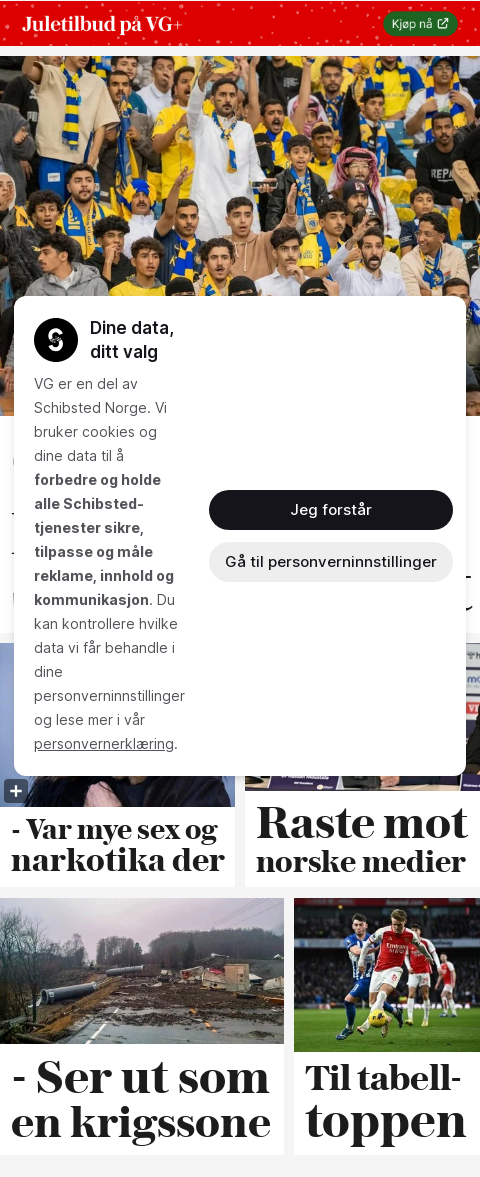 Juletilbud på VG+
Kjøp nå
Dine data,
ditt valg
VG er en del av
Schibsted Norge. Vi
bruker cookies og
dine data til å
forbedre og holde
alle Schibsted-
tjenester sikre,
tilpasse og måle
reklame, innhold og
kommunikasjon. Du
kan kontrollere hvilke
data vi får behandle i
dine
personverninnstillinger
og lese mer i vår
personvernerklæring.
Jeg forstår
Gå til personverninnstillinger
- Var mye sex og
narkotika der
Raste mot
norske medier
- Ser ut som
en krigssone
Til tabell-
toppen